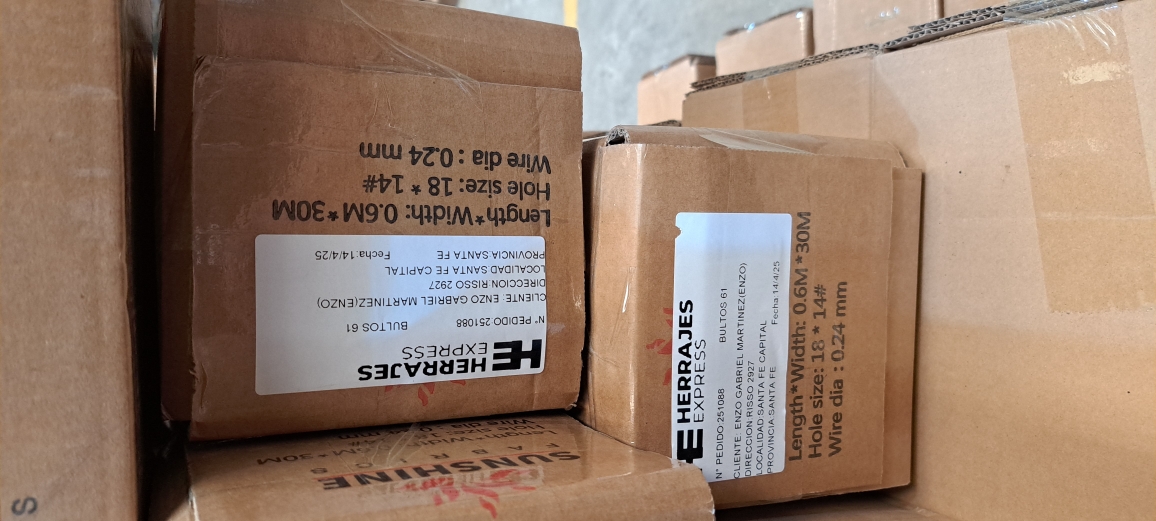 HERRAJES
EXPRESS
N° PEDIDO:251088 BULTOS 61
CLIENTE: ENZO GABRIEL MARTINEZ(ENZO)
DIRECCION RISSO 2927
LOCALIDAD SANTA FE CAPITAL
PROVINCIA:SANTA FE Fecha:14/4/25
Length*Width: 0.6M*30M
Hole size: 18 * 14#
Wire dia : 0.24 mm
HERRAJES
EXPRESS
N° PEDIDO:251088 BULTOS 61
CLIENTE: ENZO GABRIEL MARTINEZ(ENZO)
DIRECCION RISSO 2927
LOCALIDAD SANTA FE CAPITAL
PROVINCIA SANTA FE Fecha:14/4/25
Length*Width: 0.6M*30M
Hole size: 18 * 14#
Wire dia : 0.24 mm
SUNSHINE
FABRICS
S